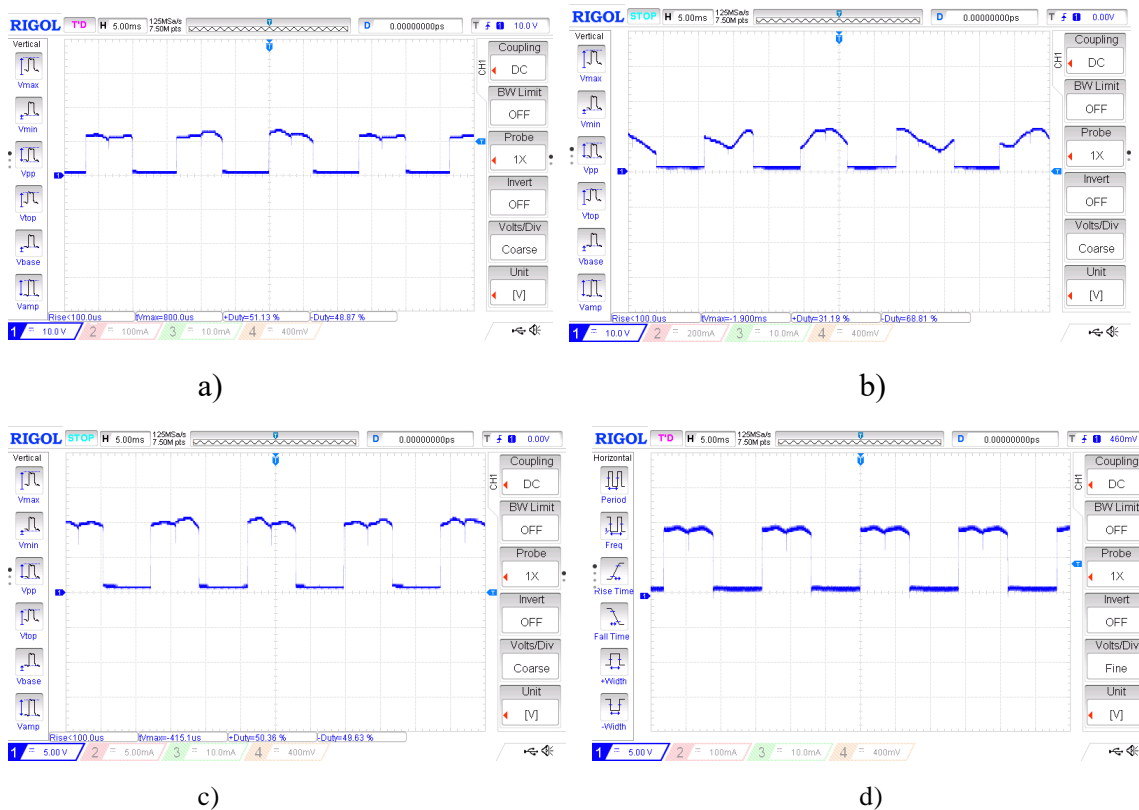 RIGOL T'D H 5.00ms 125MSa/s 7.50M pts D 0.00000000ps T 1 10.0 V
Vertical
Vmax
Vmin
Vpp
Vtop
Vbase
Vamp
CH1
Coupling
DC
BW Limit
OFF
Probe
1X
Invert
OFF
Volts/Div
Coarse
Unit
[V]
T
T
1
Rise<100.0us tVmax=800.0us +Duty=51.13 % -Duty=48.87 %
1 10.0 V 2 100mA 3 10.0mA 4 400mV
a)
RIGOL STOP H 5.00ms 125MSa/s 7.50M pts D 0.00000000ps T 1 0.00V
Vertical
Vmax
Vmin
Vpp
Vtop
Vbase
Vamp
CH1
Coupling
DC
BW Limit
OFF
Probe
1X
Invert
OFF
Volts/Div
Coarse
Unit
[V]
T
T
1
Rise<100.0us tVmax=-1.900ms +Duty=31.19 % -Duty=68.81 %
1 10.0 V 2 200mA 3 10.0mA 4 400mV
b)
RIGOL STOP H 5.00ms 125MSa/s 7.50M pts D 0.00000000ps T 1 0.00V
Vertical
Vmax
Vmin
Vpp
Vtop
Vbase
Vamp
CH1
Coupling
DC
BW Limit
OFF
Probe
1X
Invert
OFF
Volts/Div
Coarse
Unit
[V]
T
T
1
Rise<100.0us tVmax=-415.1us +Duty=50.36 % -Duty=49.63 %
1 5.00 V 2 5.00mA 3 10.0mA 4 400mV
c)
RIGOL T'D H 5.00ms 125MSa/s 7.50M pts D 0.00000000ps T 1 460mV
Horizontal
Period
Freq
Rise Time
Fall Time
+Width
-Width
CH1
Coupling
DC
BW Limit
OFF
Probe
1X
Invert
OFF
Volts/Div
Fine
Unit
[V]
T
T
1
1 5.00 V 2 100mA 3 10.0mA 4 400mV
d)